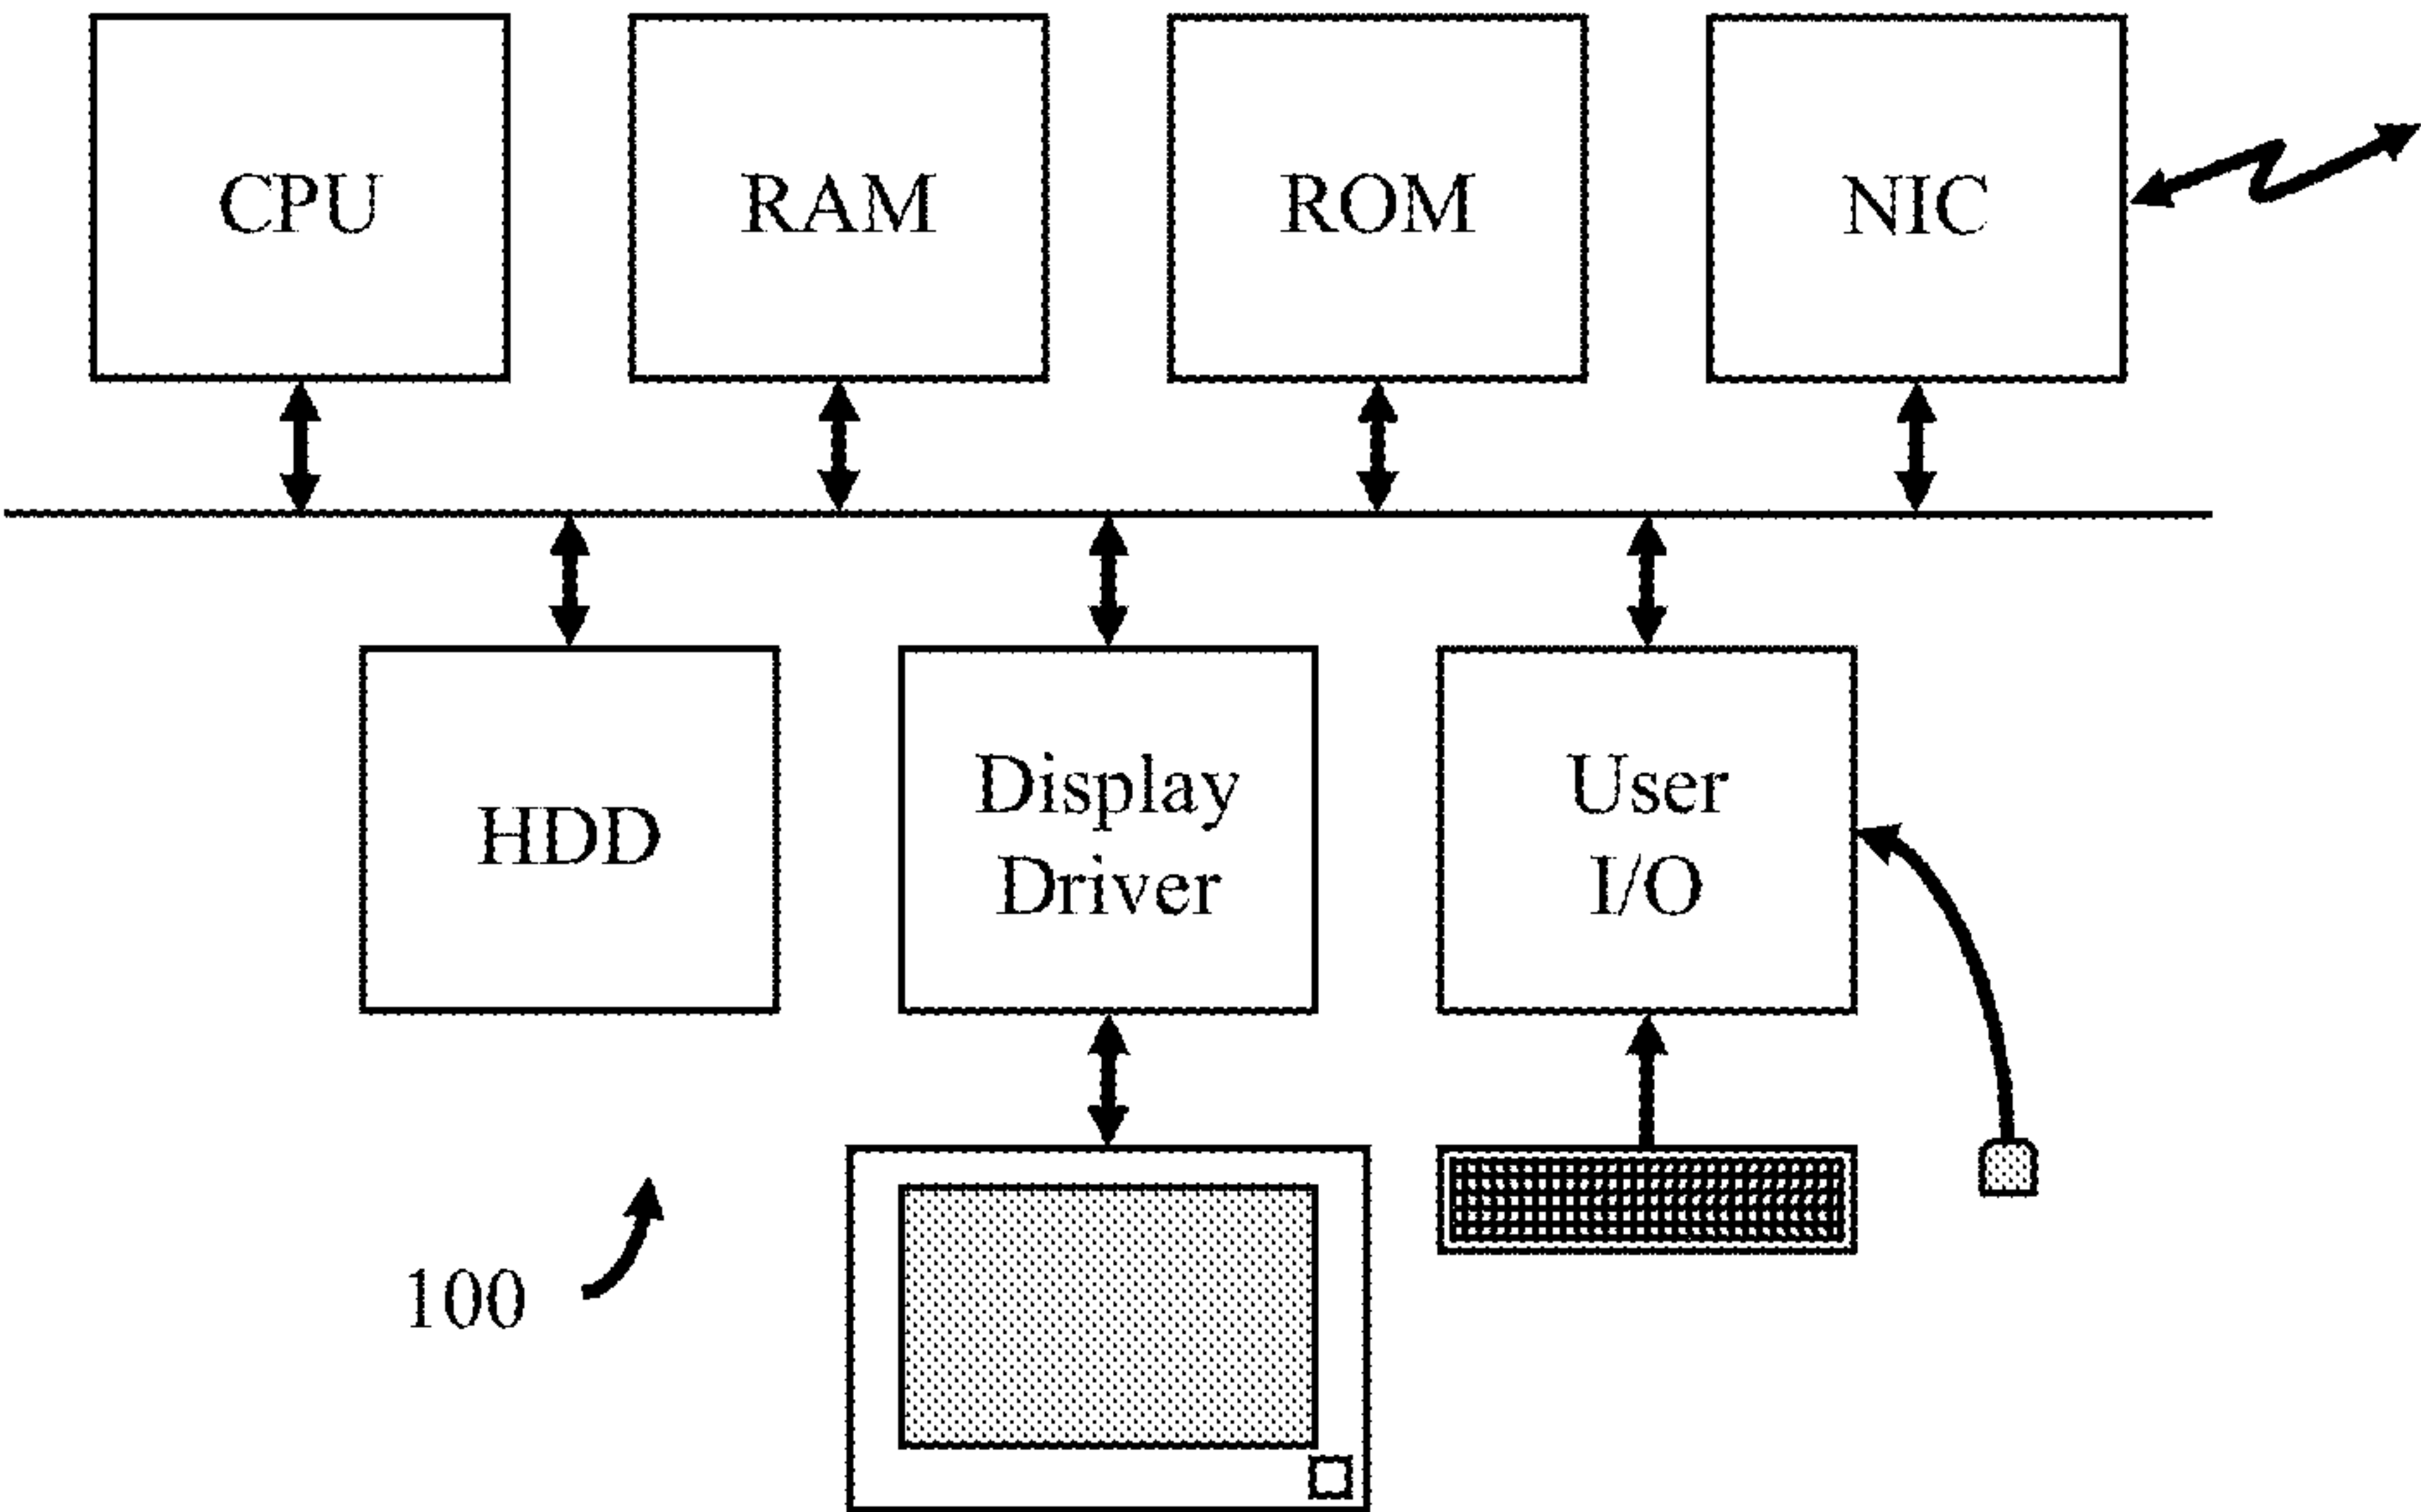 CPU
RAM
ROM
NIC
HDD
Display
Driver
User
I/O
100